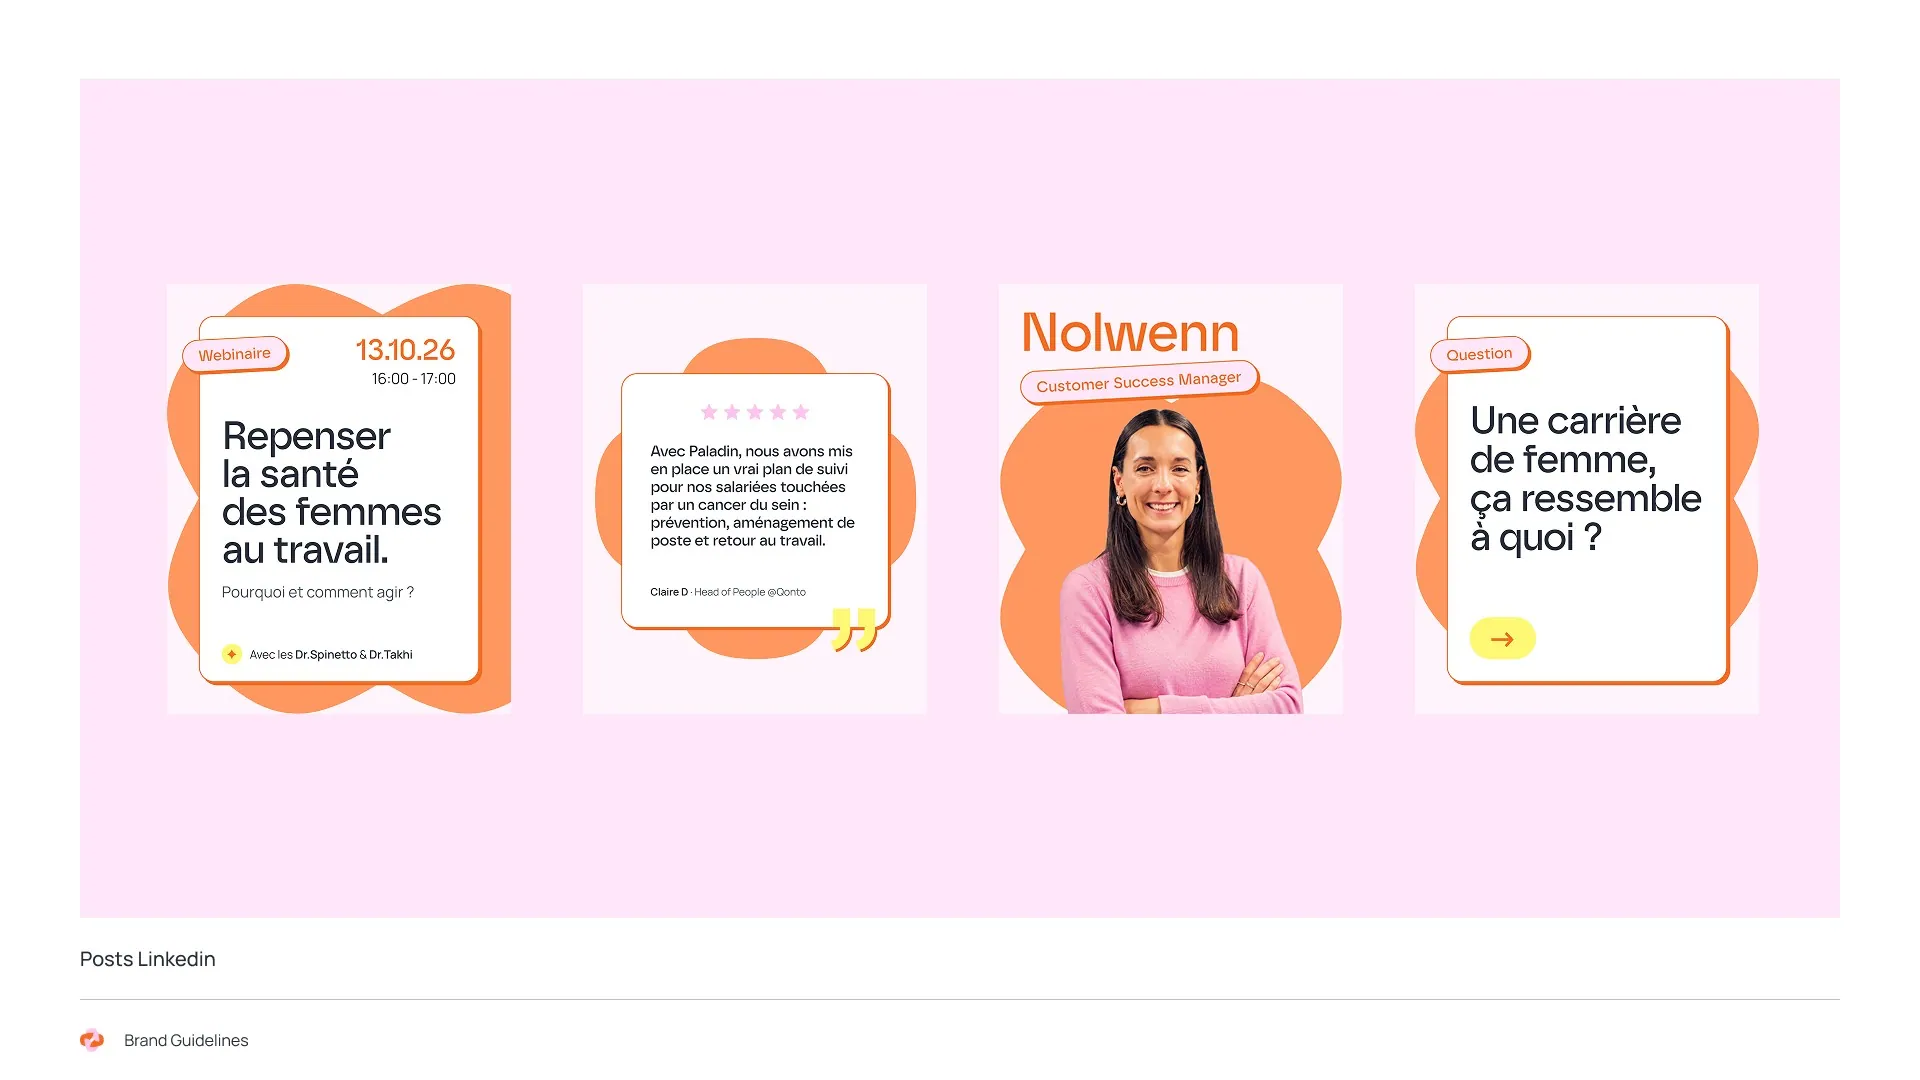 Webinaire
13.10.26
16:00 - 17:00
Repenser
la santé
des femmes
au travail.
Pourquoi et comment agir ?
Avec les Dr.Spinetto & Dr.Takhi
Avec Paladin, nous avons mis
en place un vrai plan de suivi
pour nos salariées touchées
par un cancer du sein :
prévention, aménagement de
poste et retour au travail.
Claire D · Head of People @Qonto
Nolwenn
Customer Success Manager
Question
Une carrière
de femme,
ça ressemble
à quoi ?
Posts Linkedin
Brand Guidelines